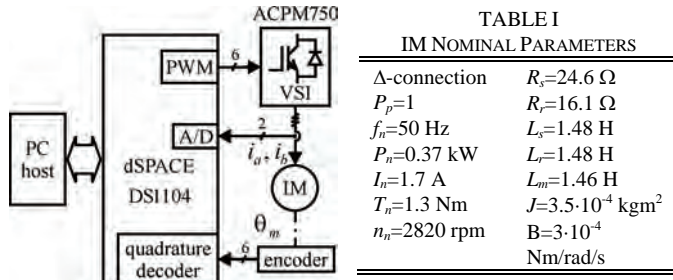 ACPM750
PWM
6
VSI
A/D
2
i_a, i_b
PC
host
dSPACE
DS1104
IM
θ_m
quadrature
decoder
6
encoder
TABLE I
IM NOMINAL PARAMETERS
Δ-connection R_s=24.6 Ω
P_p=1 R_r=16.1 Ω
f_n=50 Hz L_s=1.48 H
P_n=0.37 kW L_r=1.48 H
I_n=1.7 A L_m=1.46 H
T_n=1.3 Nm J=3.5·10⁻⁴ kgm²
n_n=2820 rpm B=3·10⁻⁴
Nm/rad/s